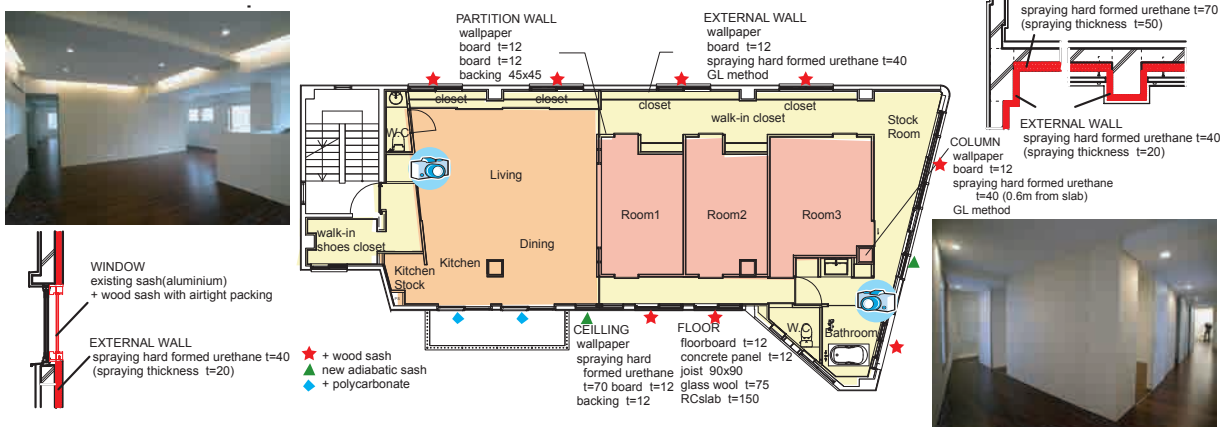 PARTITION WALL
wallpaper
board t=12
board t=12
backing 45x45
EXTERNAL WALL
wallpaper
board t=12
spraying hard formed urethane t=40
GL method
spraying hard formed urethane t=70
(spraying thickness t=50)
EXTERNAL WALL
spraying hard formed urethane t=40
(spraying thickness t=20)
COLUMN
wallpaper
board t=12
spraying hard formed urethane
t=40 (0.6m from slab)
GL method
closet
closet
closet
closet
walk-in closet
Stock
Room
W.C
Living
Dining
Kitchen
Kitchen
Stock
walk-in
shoes closet
Room1
Room2
Room3
W.
Bathroom
WINDOW
existing sash(aluminium)
+ wood sash with airtight packing
EXTERNAL WALL
spraying hard formed urethane t=40
(spraying thickness t=20)
+ wood sash
new adiabatic sash
+ polycarbonate
CEILLING
wallpaper
spraying hard
formed urethane
t=70 board t=12
backing t=12
FLOOR
floorboard t=12
concrete panel t=12
joist 90x90
glass wool t=75
RCslab t=150